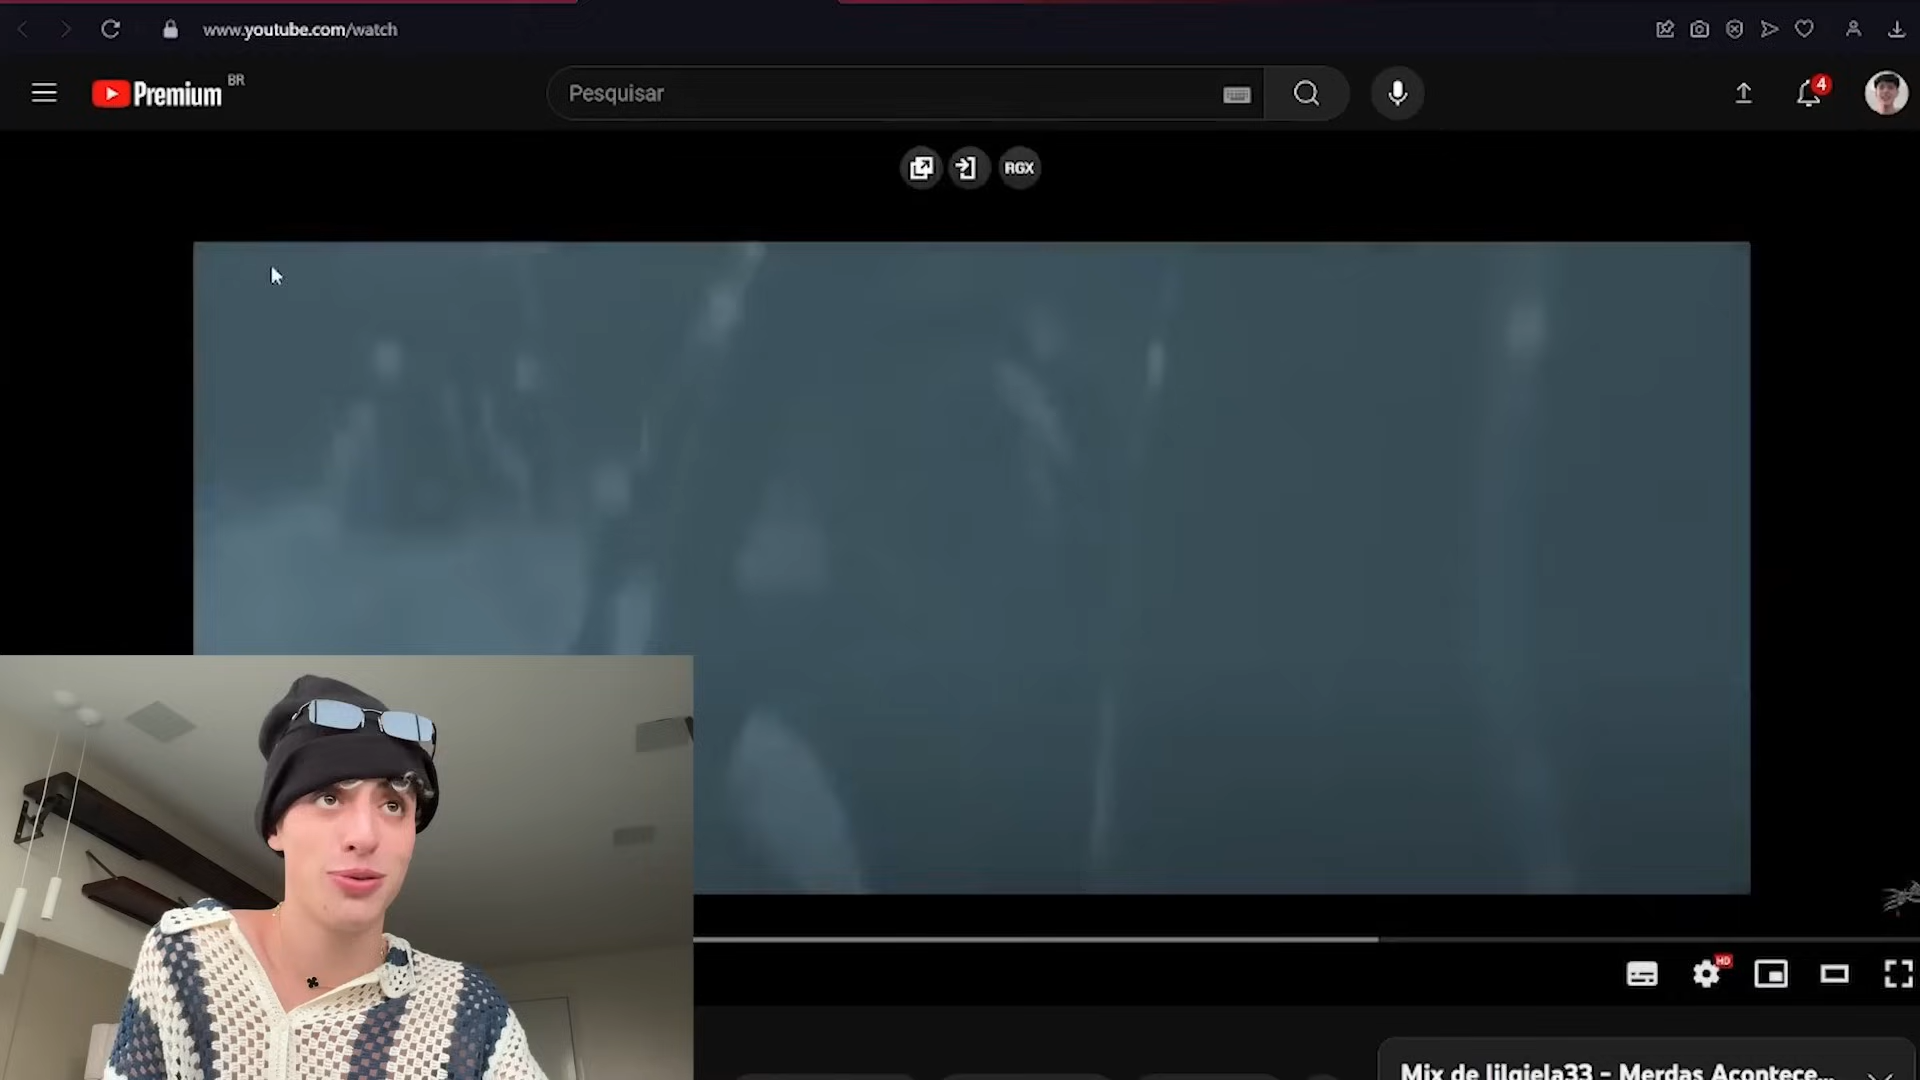 www.youtube.com/watch
Premium
BR
Pesquisar
4
RGX
HD
Mix de lilgiela33 - Merdas Acontece...